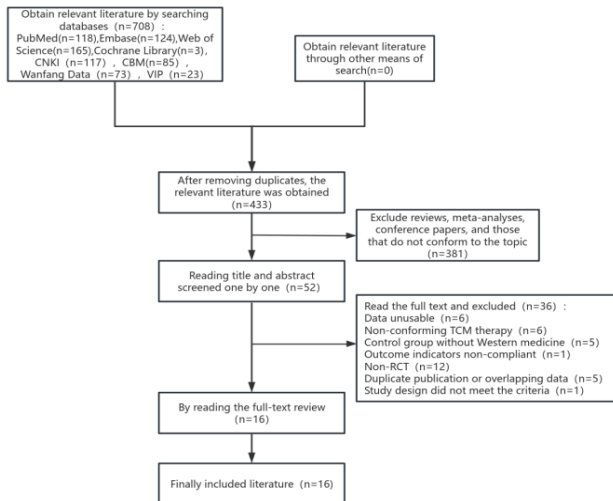 Obtain relevant literature by searching
databases（n=708）:
PubMed(n=118),Embase(n=124),Web of
Science(n=165),Cochrane Library(n=3),
CNKI（n=117）, CBM(n=85) ,
Wanfang Data（n=73）, VIP（n=23）
Obtain relevant literature
through other means of
search(n=0)
After removing duplicates, the
relevant literature was obtained
（n=433）
Exclude reviews, meta-analyses,
conference papers, and those
that do not conform to the topic
（n=381）
Reading title and abstract
screened one by one（n=52）
Read the full text and excluded（n=36）:
Data unusable（n=6）
Non-conforming TCM therapy（n=6）
Control group without Western medicine（n=5）
Outcome indicators non-compliant（n=1）
Non-RCT（n=12）
Duplicate publication or overlapping data（n=5）
Study design did not meet the criteria（n=1）
By reading the full-text review
（n=16）
Finally included literature（n=16）